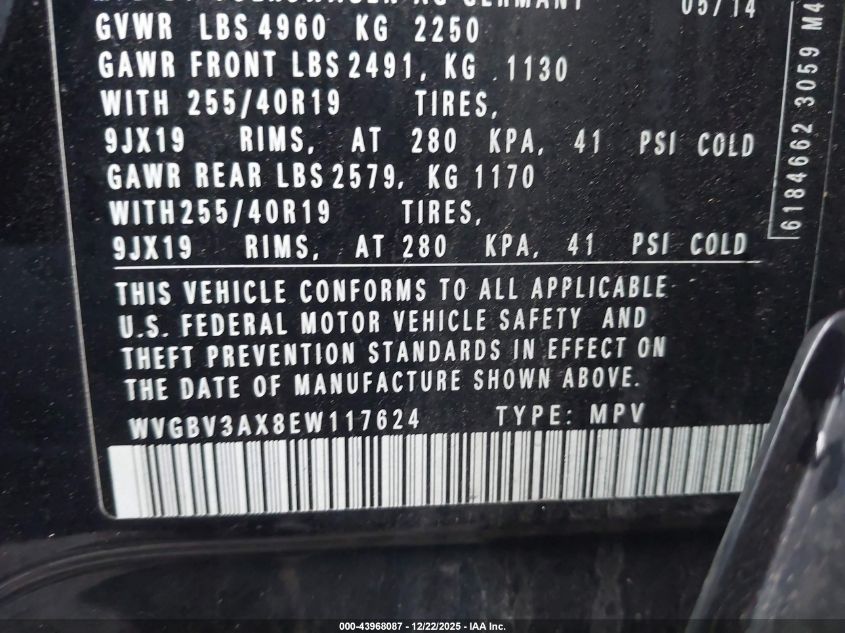 GERMANY 05/14
GVWR LBS 4960 KG 2250
GAWR FRONT LBS 2491, KG .1130
WITH 255/40R19 TIRES,
9JX19 RIMS, AT 280 KPA, 41 PSI COLD
GAWR REAR LBS 2579, KG 1170
WITH255/40R19 TIRES,
9JX19 RIMS, AT 280 KPA, 41 PSI COLD
THIS VEHICLE CONFORMS TO ALL APPLICABLE
U.S. FEDERAL MOTOR VEHICLE SAFETY AND
THEFT PREVENTION STANDARDS IN EFFECT ON
THE DATE OF MANUFACTURE SHOWN ABOVE.
WVGBV3AX8EW117624 TYPE: MPV
6184662 3059 M4
000-43968087 - 12/22/2025 - IAA Inc.